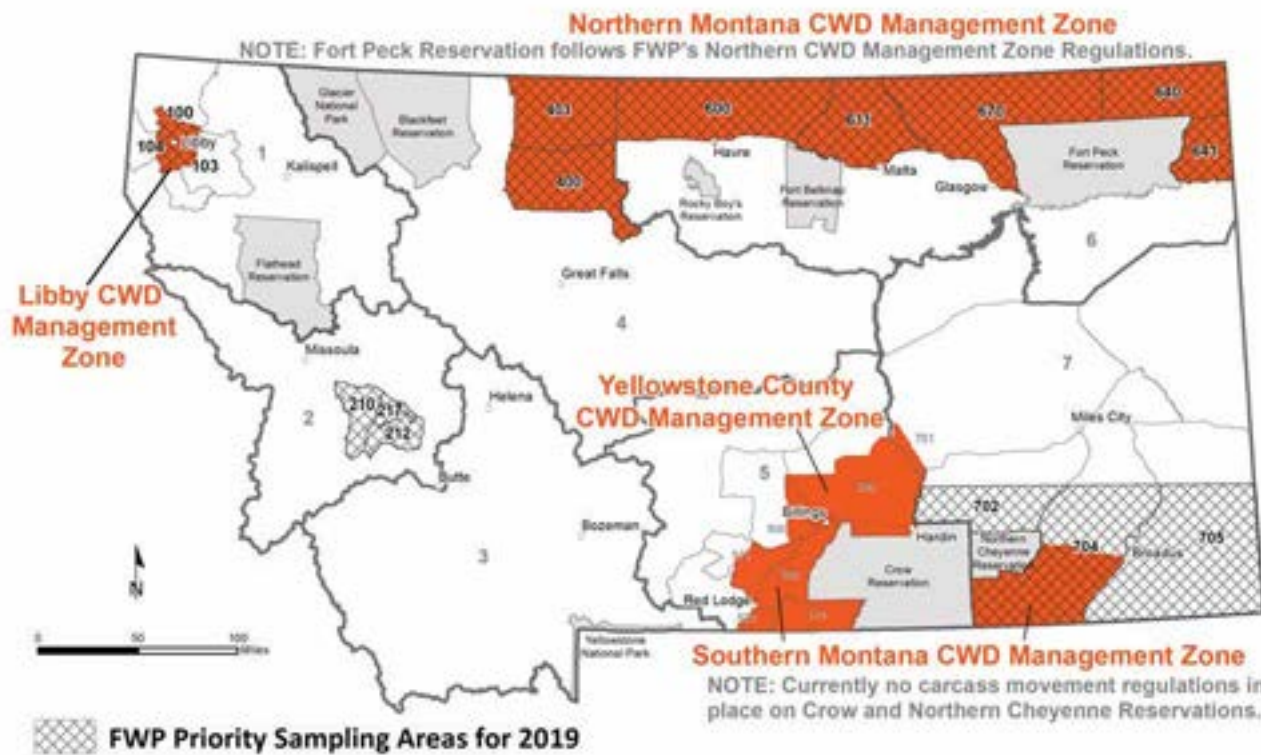 Northern Montana CWD Management Zone
NOTE: Fort Peck Reservation follows FWP's Northern CWD Management Zone Regulations.
Glacier
National
Park
Blackfeet
Reservation
100
Libby
104
103
1
Kalispell
403
600
611
670
640
641
400
Havre
Rocky Boy's
Reservation
Fort Belknap
Reservation
Malta
Glasgow
Fort Peck
Reservation
6
Flathead
Reservation
Great Falls
4
Libby CWD
Management
Zone
Missoula
2
210
217
212
Helena
Butte
Yellowstone County
CWD Management Zone
7
Miles City
701
5
Billings
702
Hardin
Northern
Cheyenne
704
Broadus
705
Crow
Reservation
Bozeman
3
Red Lodge
Yellowstone
National Park
N
0
50
100
Miles
Southern Montana CWD Management Zone
NOTE: Currently no carcass movement regulations in
place on Crow and Northern Cheyenne Reservations.
FWP Priority Sampling Areas for 2019